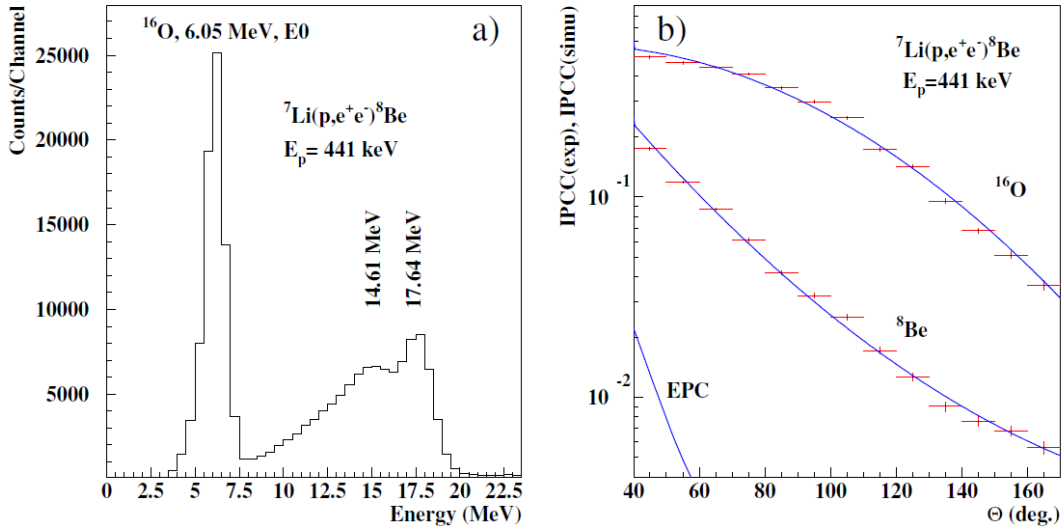 ¹⁶O, 6.05 MeV, E0
a)
⁷Li(p,e⁺e⁻)⁸Be
Eₚ= 441 keV
14.61 MeV
17.64 MeV
Counts/Channel
25000
20000
15000
10000
5000
0 2.5 5 7.5 10 12.5 15 17.5 20 22.5
Energy (MeV)
b)
⁷Li(p,e⁺e⁻)⁸Be
Eₚ= 441 keV
IPCC(exp), IPCC(simu)
10⁻¹
10⁻²
¹⁶O
⁸Be
EPC
40 60 80 100 120 140 160
Θ (deg.)